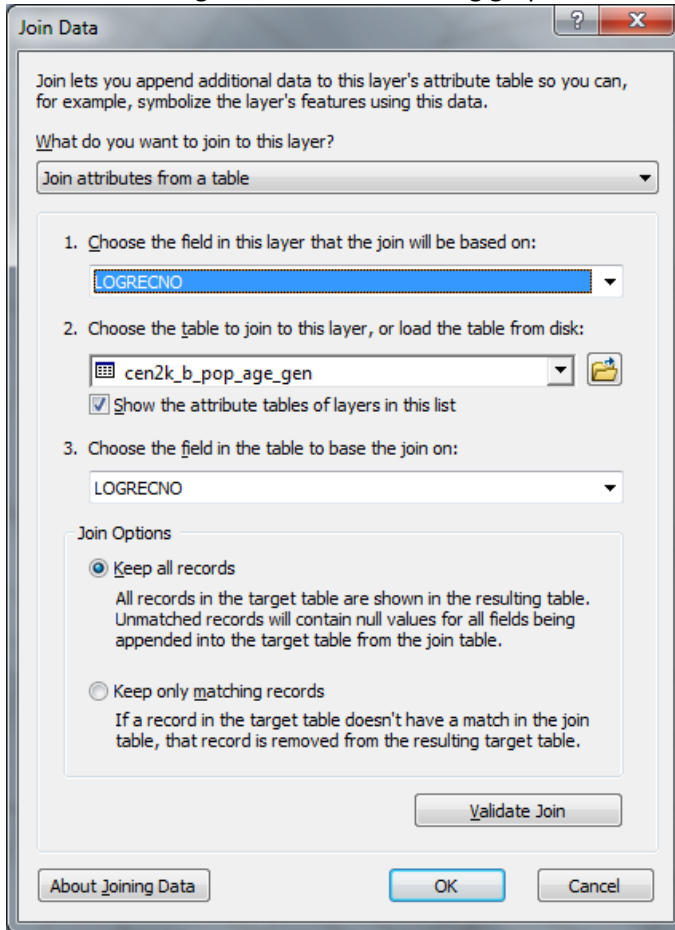 Join Data
?
X
Join lets you append additional data to this layer's attribute table so you can,
for example, symbolize the layer's features using this data.
What do you want to join to this layer?
Join attributes from a table
1. Choose the field in this layer that the join will be based on:
LOGRECNO
2. Choose the table to join to this layer, or load the table from disk:
cen2k_b_pop_age_gen
Show the attribute tables of layers in this list
3. Choose the field in the table to base the join on:
LOGRECNO
Join Options
Keep all records
All records in the target table are shown in the resulting table.
Unmatched records will contain null values for all fields being
appended into the target table from the join table.
Keep only matching records
If a record in the target table doesn't have a match in the join
table, that record is removed from the resulting target table.
Validate Join
About Joining Data
OK
Cancel